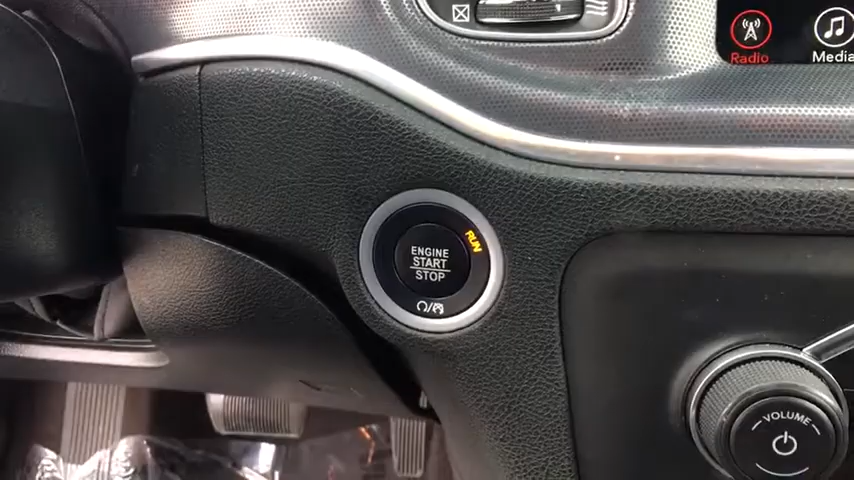 Radio
Media
RUN
ENGINE
START
STOP
VOLUME